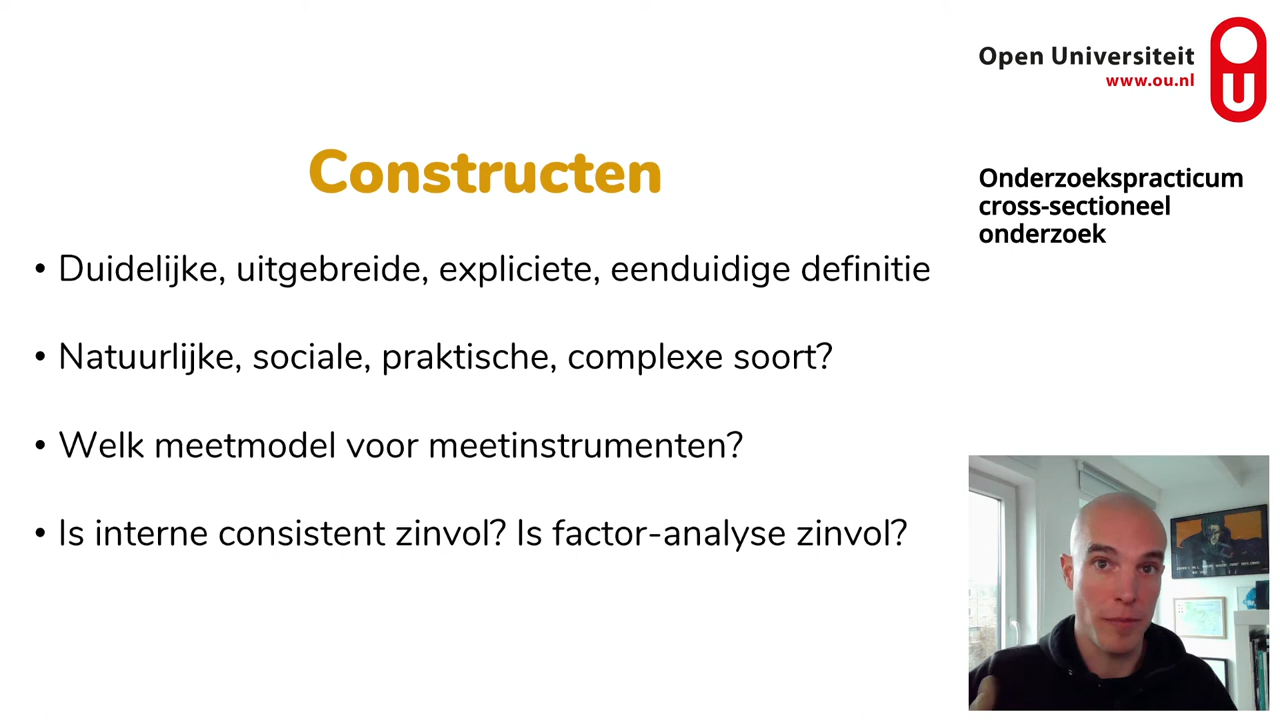 Open Universiteit
www.ou.nl
Constructen
Onderzoekspracticum
cross-sectioneel
onderzoek
• Duidelijke, uitgebreide, expliciete, eenduidige definitie
• Natuurlijke, sociale, praktische, complexe soort?
• Welk meetmodel voor meetinstrumenten?
• Is interne consistent zinvol? Is factor-analyse zinvol?